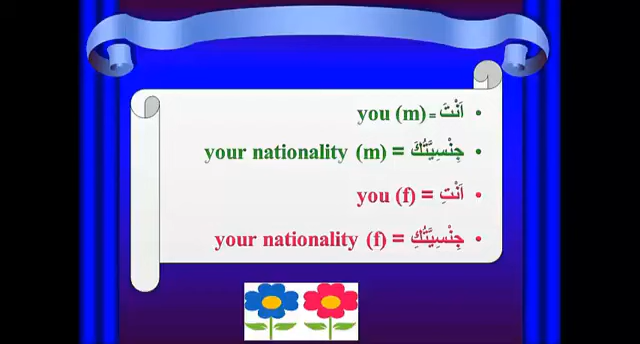 • اَنْتَ = you (m)
• جِنْسِيَّتُكَ = your nationality (m)
• اَنْتِ = you (f)
• جِنْسِيَّتُكِ = your nationality (f)